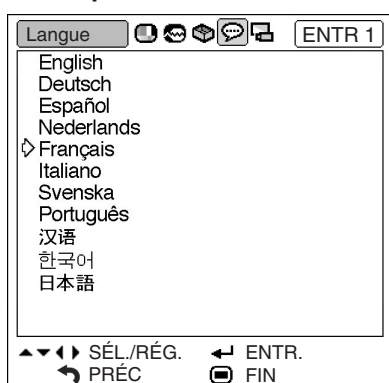 Langue ENTR 1
English
Deutsch
Español
Nederlands
Français
Italiano
Svenska
Português
汉语
한국어
日本語
SÉL./RÉG. ENTR.
PRÉC FIN